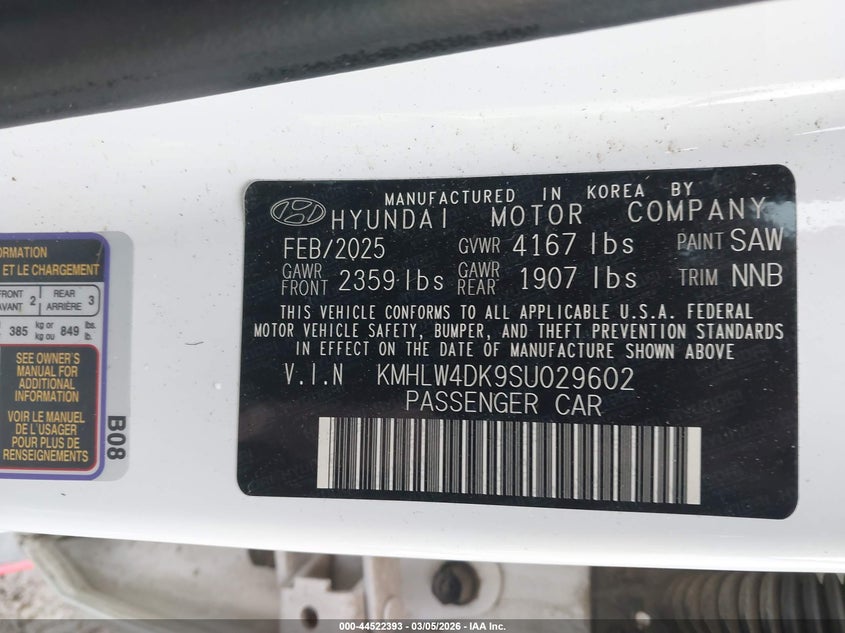 MANUFACTURED IN KOREA BY
HYUNDAI MOTOR COMPANY
FEB/2025 GVWR 4167 lbs PAINT SAW
GAWR FRONT 2359 lbs GAWR REAR 1907 lbs TRIM NNB
THIS VEHICLE CONFORMS TO ALL APPLICABLE U.S.A. FEDERAL
MOTOR VEHICLE SAFETY, BUMPER, AND THEFT PREVENTION STANDARDS
IN EFFECT ON THE DATE OF MANUFACTURE SHOWN ABOVE
V.I.N KMHLW4DK9SU029602
PASSENGER CAR
ET LE CHARGEMENT
FRONT 2 REAR 3
AVANT ARRIÈRE
385 kg or kg ou 849 lbs. lb.
SEE OWNER'S
MANUAL FOR
ADDITIONAL
INFORMATION
VOIR LE MANUEL
DE L'USAGER
POUR PLUS DE
RENSEIGNEMENTS
B08
000-44522393 - 03/05/2026 - IAA Inc.